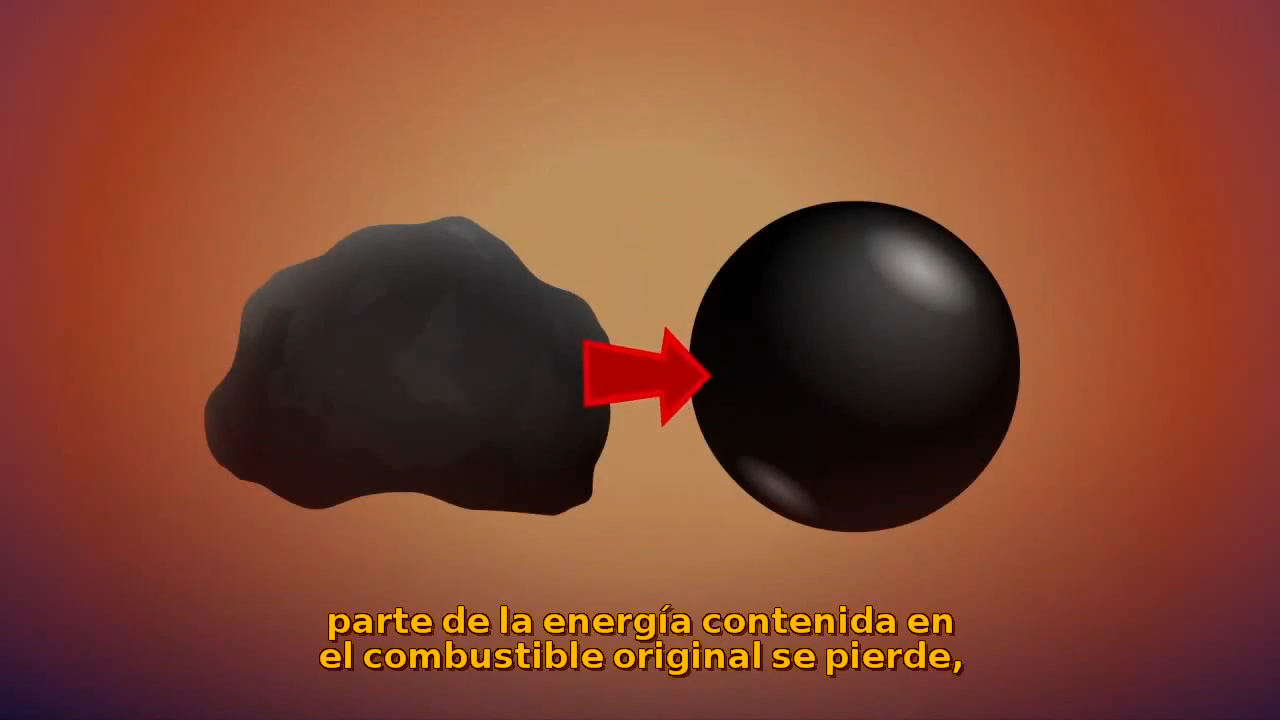 parte de la energía contenida en
el combustible original se pierde,